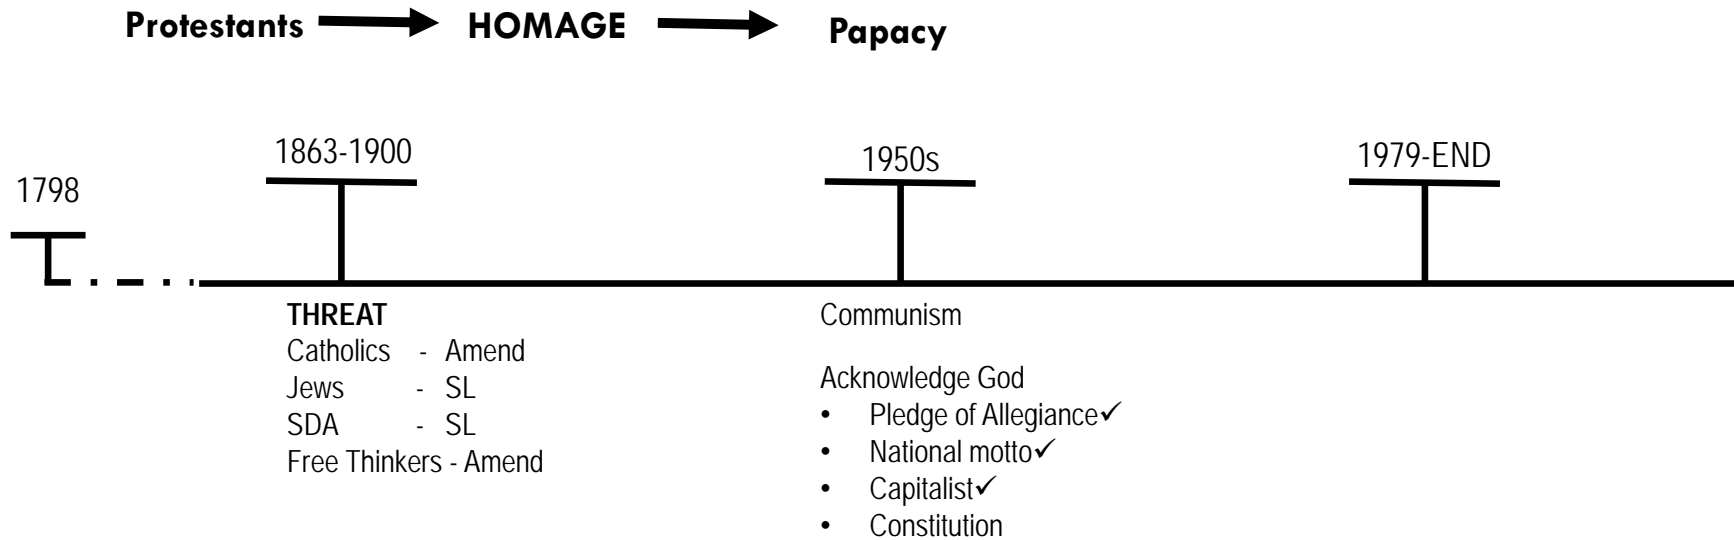 Protestants HOMAGE Papacy
1798
1863-1900
1950s
1979-END
THREAT
Catholics - Amend
Jews - SL
SDA - SL
Free Thinkers - Amend
Communism
Acknowledge God
• Pledge of Allegiance✓
• National motto✓
• Capitalist✓
• Constitution